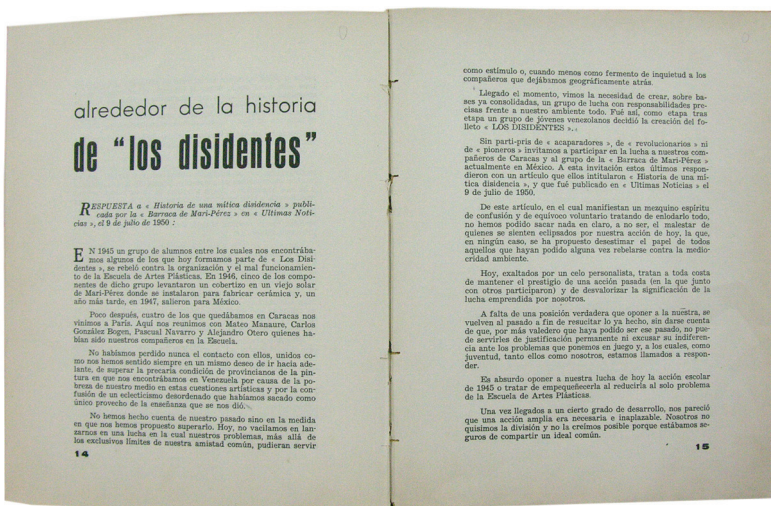 alrededor de la historia
de "los disidentes"
RESPUESTA a « Historia de una mítica disidencia » publi-
cada por la « Barraca de Mari-Pérez » en « Ultimas Noti-
cias », el 9 de julio de 1950 :
EN 1945 un grupo de alumnos entre los cuales nos encontrába-
mos algunos de los que hoy formamos parte de « Los Disi-
dentes », se rebeló contra la organización y el mal funcionamien-
to de la Escuela de Artes Plásticas. En 1946, cinco de los compo-
nentes de dicho grupo levantaron un cobertizo en un viejo solar
de Mari-Pérez donde se instalaron para fabricar cerámica y, un
año más tarde, en 1947, salieron para México.
Poco después, cuatro de los que quedábamos en Caracas nos
vinimos a París. Aquí nos reunimos con Mateo Manaure, Carlos
González Bogen, Pascual Navarro y Alejandro Otero quienes ha-
bían sido nuestros compañeros en la Escuela.
No habíamos perdido nunca el contacto con ellos, unidos co-
mo nos hemos sentido siempre en un mismo deseo de ir hacia ade-
lante, de superar la precaria condición de provincianos de la pin-
tura en que nos encontrábamos en Venezuela por causa de la po-
breza de nuestro medio en estas cuestiones artísticas y por la con-
fusión de un eclecticismo desordenado que habíamos sacado como
único provecho de la enseñanza que se nos dió.
No hemos hecho cuenta de nuestro pasado sino en la medida
en que nos hemos propuesto superarlo. Hoy, no vacilamos en lan-
zarnos en una lucha en la cual nuestros problemas, más allá de
los exclusivos límites de nuestra amistad común, pudieran servir
14
como estímulo o, cuando menos como fermento de inquietud a los
compañeros que dejábamos geográficamente atrás.
Llegado el momento, vimos la necesidad de crear, sobre ba-
ses ya consolidadas, un grupo de lucha con responsabilidades pre-
cisas frente a nuestro ambiente todo. Fué así, como etapa tras
etapa un grupo de jóvenes venezolanos decidió la creación del fo-
lleto « LOS DISIDENTES ».
Sin parti-pris de « acaparadores », de « revolucionarios » ni
de « pioneros » invitamos a participar en la lucha a nuestros com-
pañeros de Caracas y al grupo de la « Barraca de Mari-Pérez »
actualmente en México. A esta invitación estos últimos respon-
dieron con un artículo que ellos intitularon « Historia de una mí-
tica disidencia », y que fué publicado en « Ultimas Noticias » el
9 de julio de 1950.
De este artículo, en el cual manifiestan un mezquino espíritu
de confusión y de equivoco voluntario tratando de enlodarlo todo,
no hemos podido sacar nada en claro, a no ser, el malestar de
quienes se sienten eclipsados por nuestra acción de hoy, la que,
en ningún caso, se ha propuesto desestimar el papel de todos
aquellos que hayan podido alguna vez rebelarse contra la medio-
cridad ambiente.
Hoy, exaltados por un celo personalista, tratan a toda costa
de mantener el prestigio de una acción pasada (en la que junto
con otros participaron) y de desvalorizar la significación de la
lucha emprendida por nosotros.
A falta de una posición verdadera que oponer a la nuestra, se
vuelven al pasado a fin de resucitar lo ya hecho, sin darse cuenta
de que, por más valedero que haya podido ser ese pasado, no pue-
de servirles de justificación permanente ni excusar su indiferen-
cia ante los problemas que ponemos en juego y, a los cuales, como
juventud, tanto ellos como nosotros, estamos llamados a respon-
der.
Es absurdo oponer a nuestra lucha de hoy la acción escolar
de 1945 o tratar de empequeñecerla al reducirla al solo problema
de la Escuela de Artes Plásticas.
Una vez llegados a un cierto grado de desarrollo, nos pareció
que una acción amplia era necesaria e inaplazable. Nosotros no
quisimos la división y no la creímos posible porque estábamos se-
guros de compartir un ideal común.
15